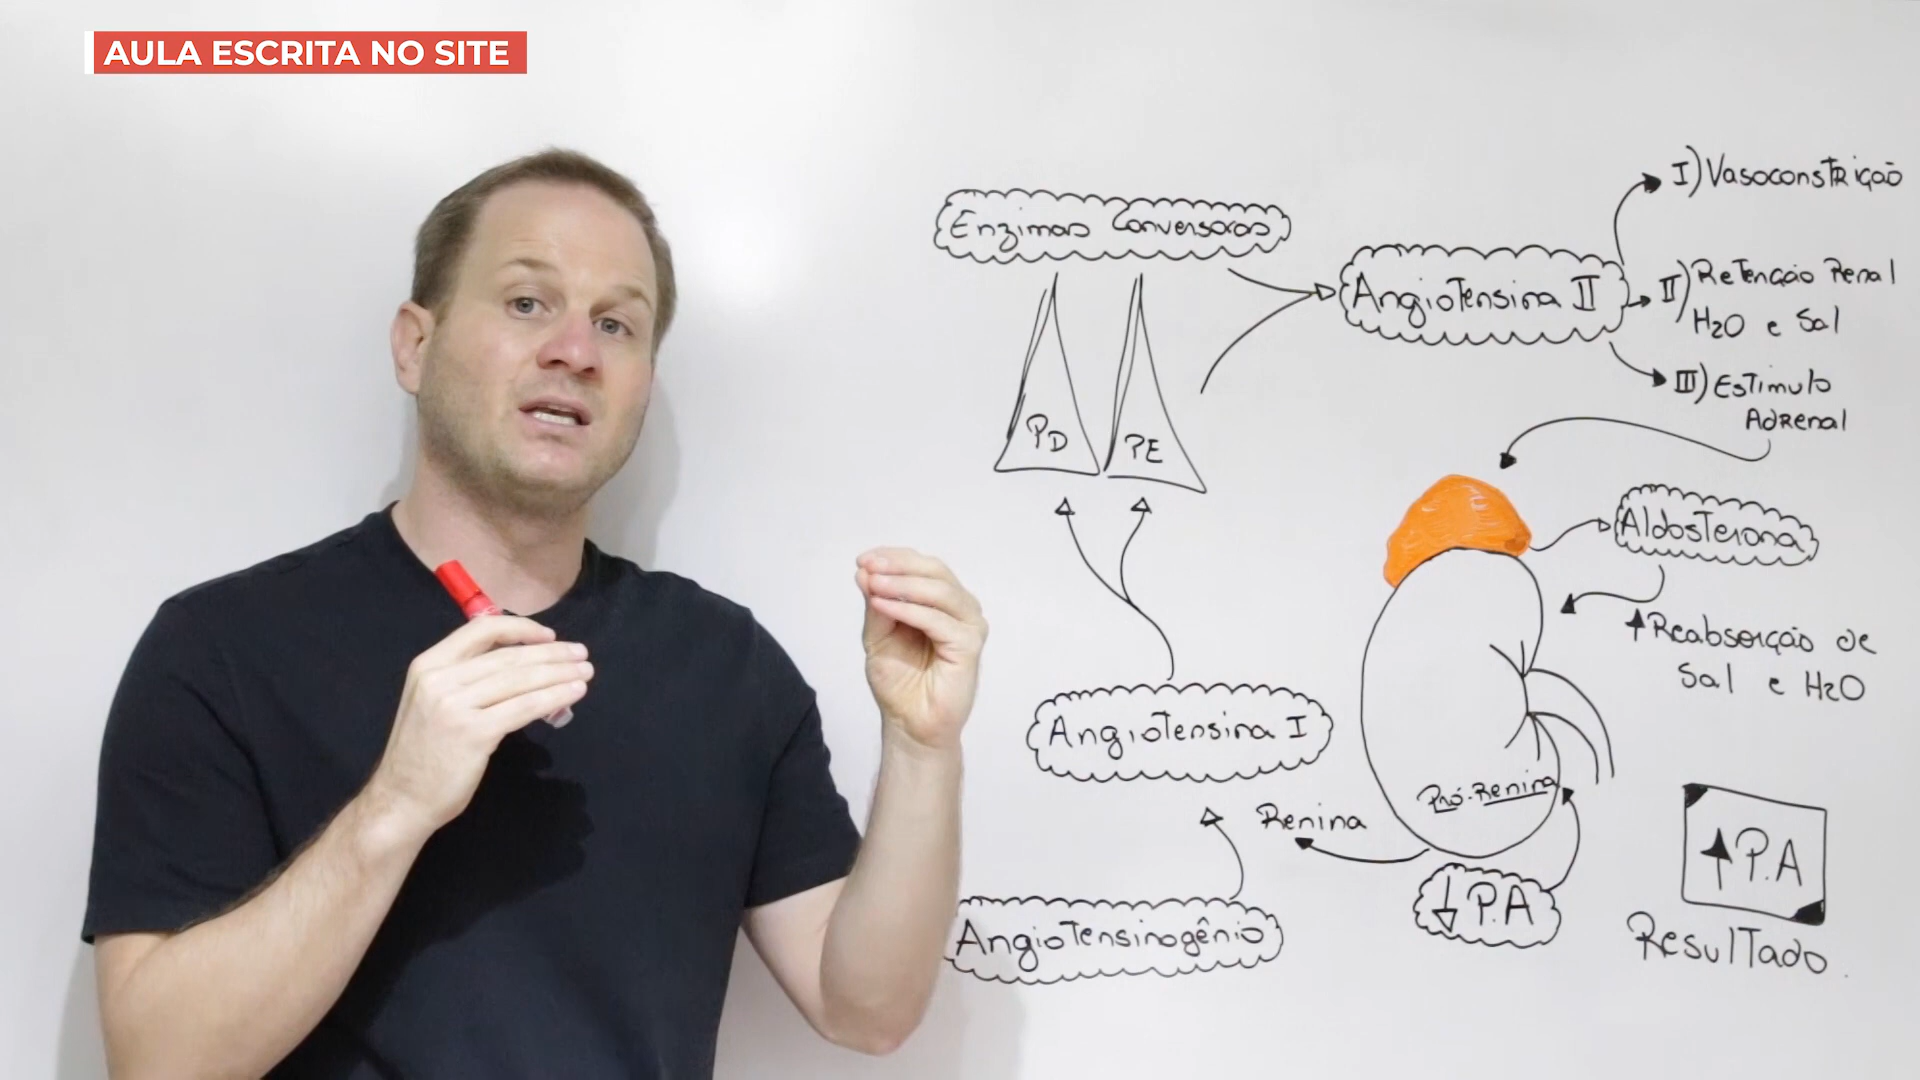 AULA ESCRITA NO SITE
Enzimas Conversoras
PD
PE
Angiotensina II
I) Vasoconstrição
II) Retenção Renal
H2O e Sal
III) Estimulo
Adrenal
Aldosterona
↑Reabsorção de
Sal e H2O
Angiotensina I
Pró-Renina
Renina
↓ P.A
Angiotensinogênio
↑ P.A
Resultado.